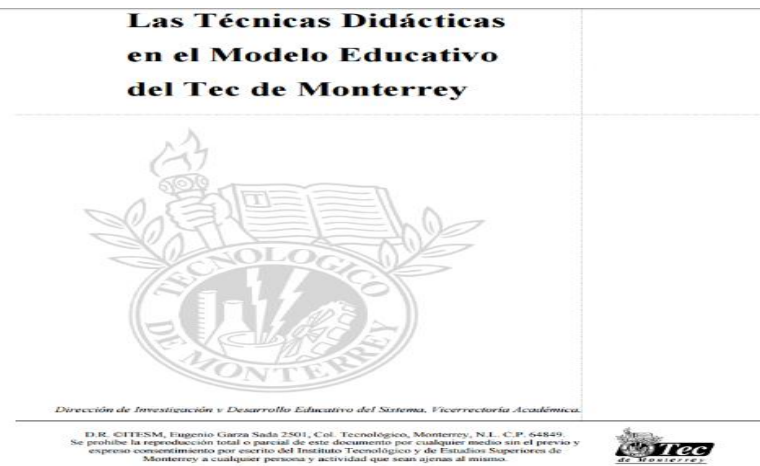 Las Técnicas Didácticas
en el Modelo Educativo
del Tec de Monterrey
TECNOLOGICO
DE MONTERREY
Dirección de Investigación y Desarrollo Educativo del Sistema, Vicerrectoría Académica.
D.R. ©ITESM, Eugenio Garza Sada 2501, Col. Tecnológico, Monterrey, N.L. C.P. 64849.
Se prohíbe la reproducción total o parcial de este documento por cualquier medio sin el previo y
expreso consentimiento por escrito del Instituto Tecnológico y de Estudios Superiores de
Monterrey a cualquier persona y actividad que sean ajenas al mismo.
Tec
de Monterrey